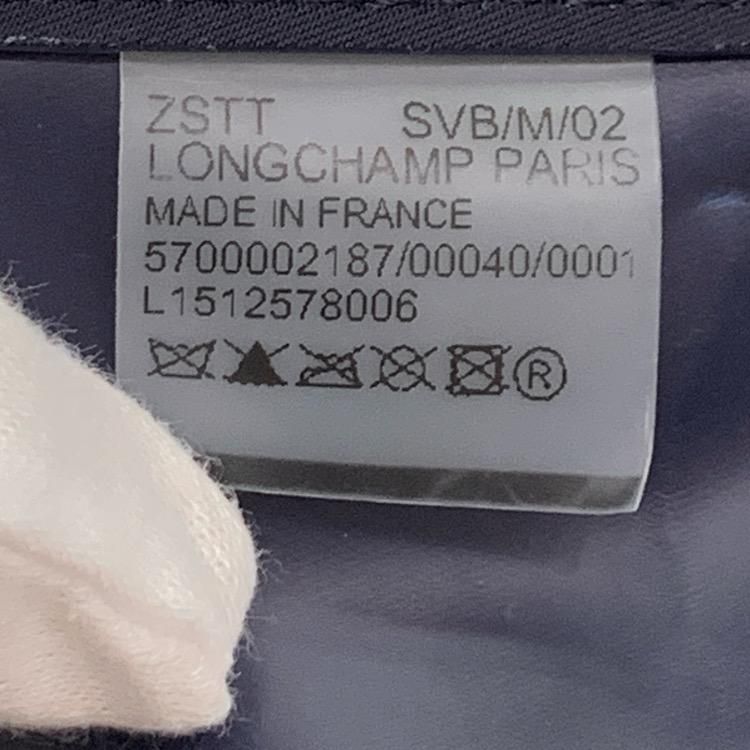 ZSTT SVB/M/02
LONGCHAMP PARIS
MADE IN FRANCE
5700002187/00040/0001
L1512578006
®